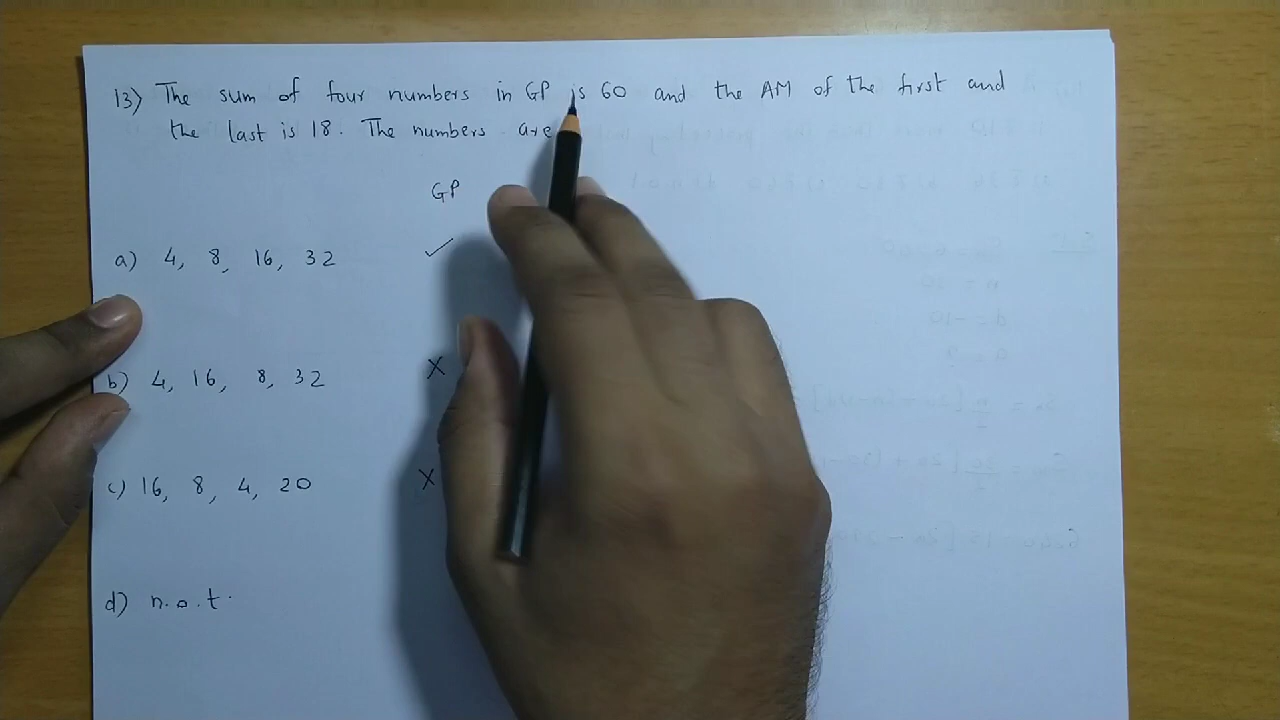 13) The sum of four numbers in GP is 60 and the AM of the first and
the last is 18. The numbers are
GP
a) 4, 8, 16, 32 ✓
b) 4, 16, 8, 32 X
c) 16, 8, 4, 20 X
d) n.o.t.